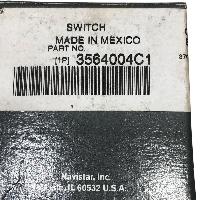 SWITCH
MADE IN MEXICO
PART NO.
(1P) 3564004C1
Navistar, Inc.
IL 60532 U.S.A.